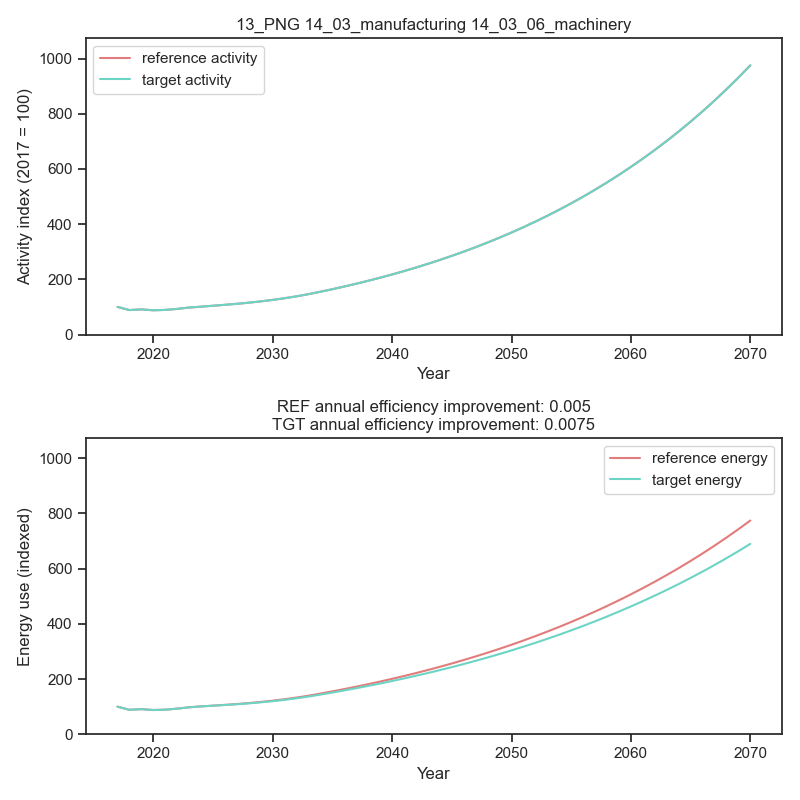 13_PNG 14_03_manufacturing 14_03_06_machinery
1000
800
600
400
200
0
Activity index (2017 = 100)
reference activity
target activity
2020 2030 2040 2050 2060 2070
Year
REF annual efficiency improvement: 0.005
TGT annual efficiency improvement: 0.0075
1000
800
600
400
200
0
Energy use (indexed)
reference energy
target energy
2020 2030 2040 2050 2060 2070
Year